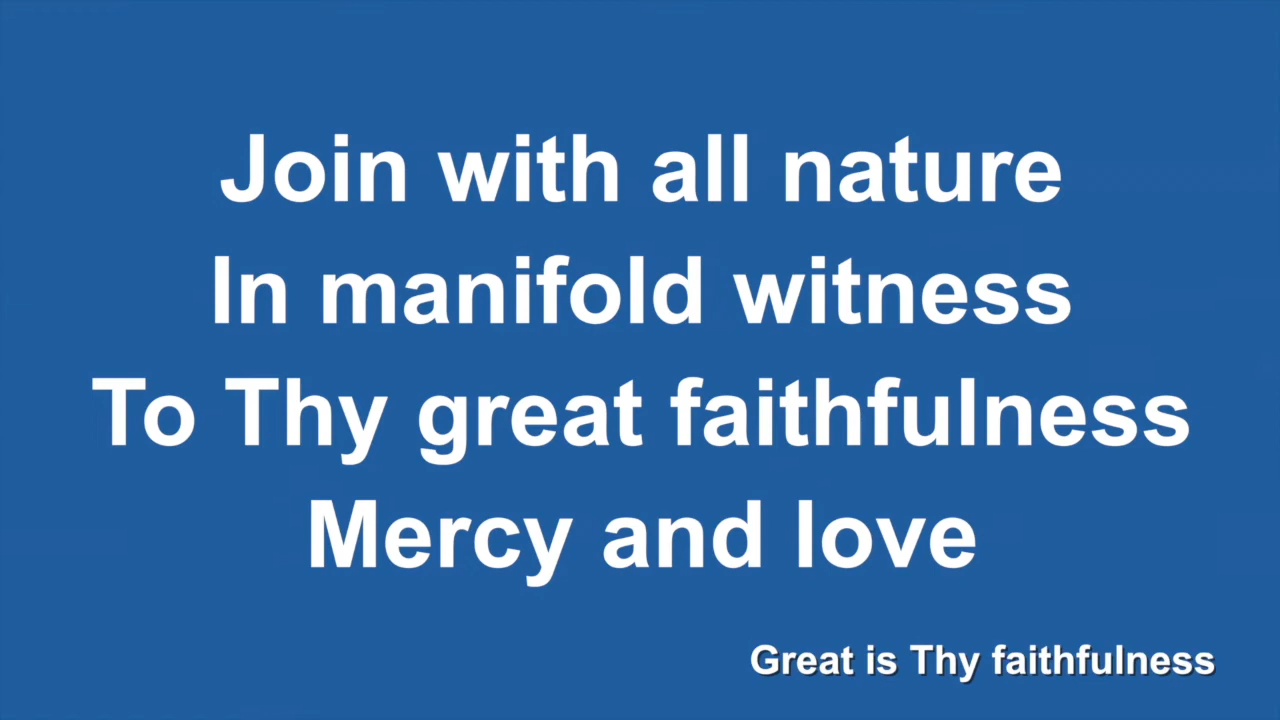 Join with all nature
In manifold witness
To Thy great faithfulness
Mercy and love
Great is Thy faithfulness